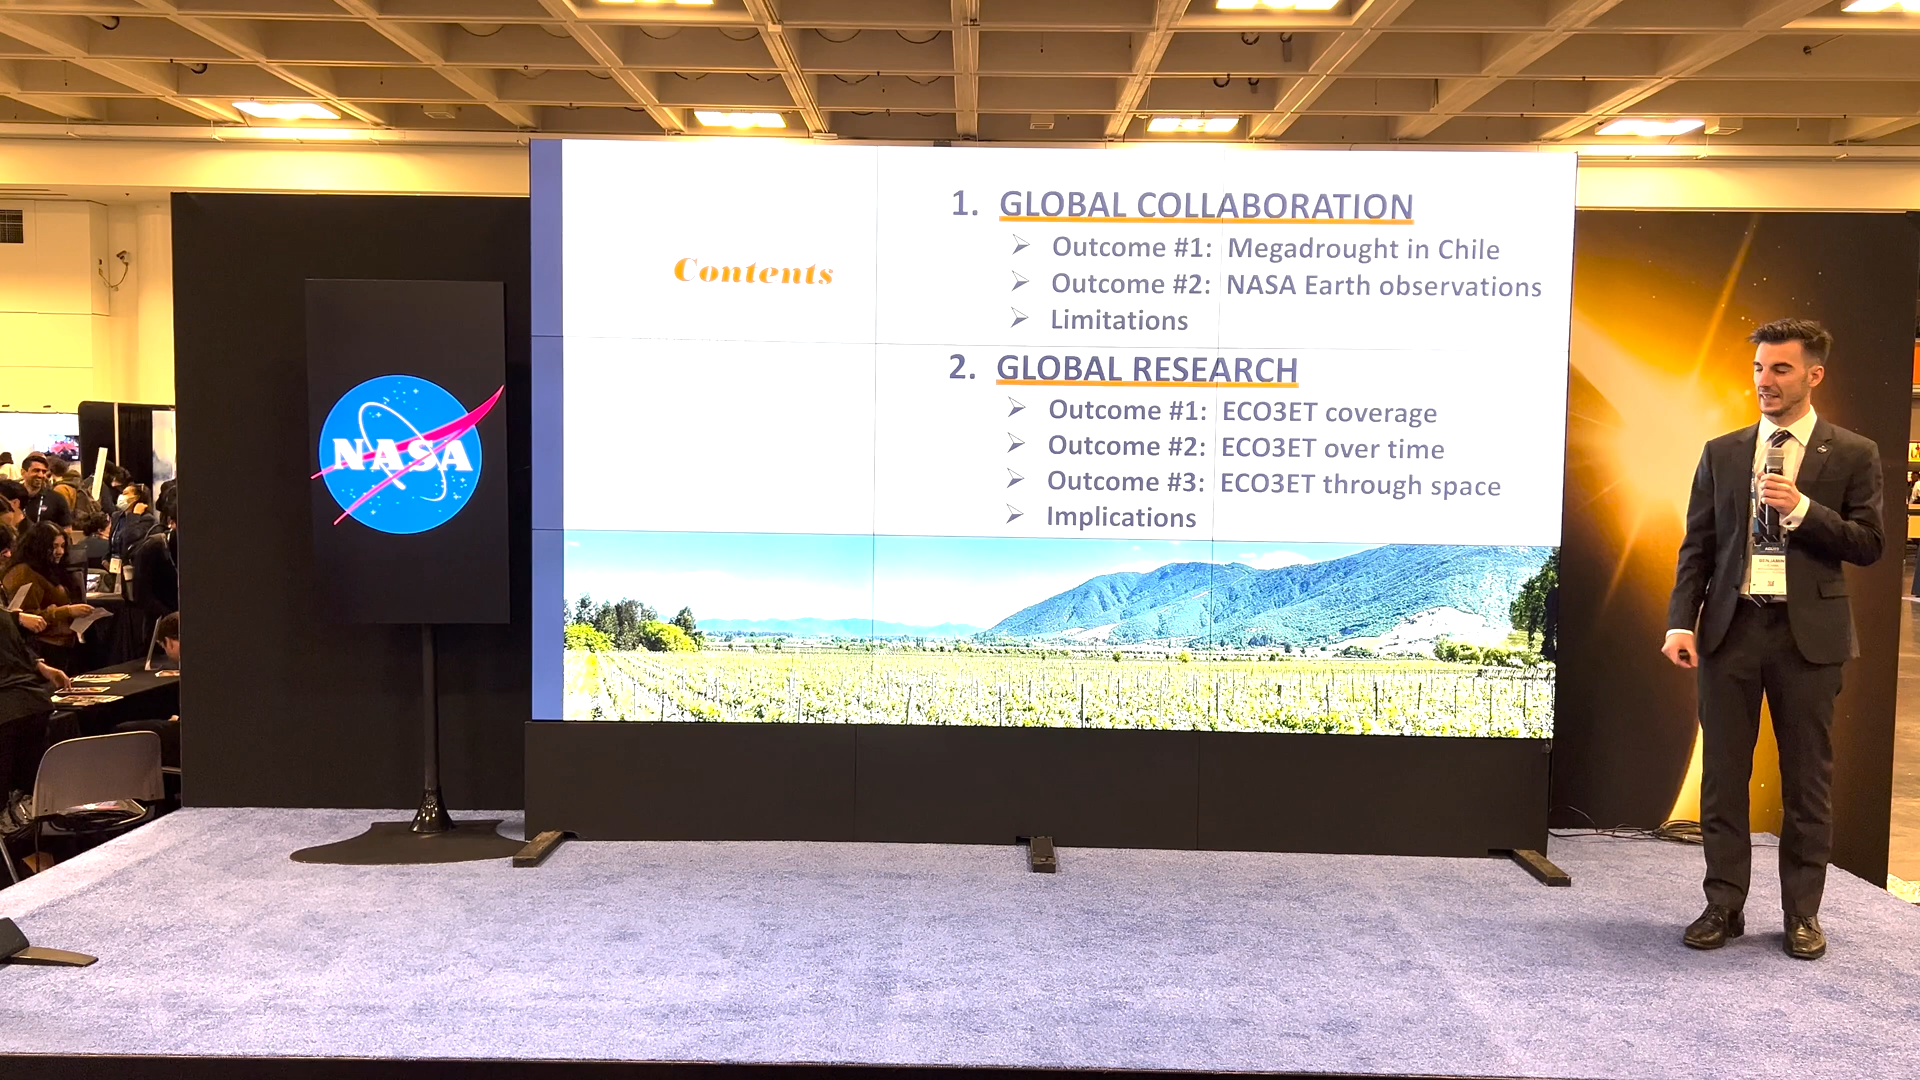 NASA
Contents
1. GLOBAL COLLABORATION
➢ Outcome #1: Megadrought in Chile
➢ Outcome #2: NASA Earth observations
➢ Limitations
2. GLOBAL RESEARCH
➢ Outcome #1: ECO3ET coverage
➢ Outcome #2: ECO3ET over time
➢ Outcome #3: ECO3ET through space
➢ Implications
BENJAMIN